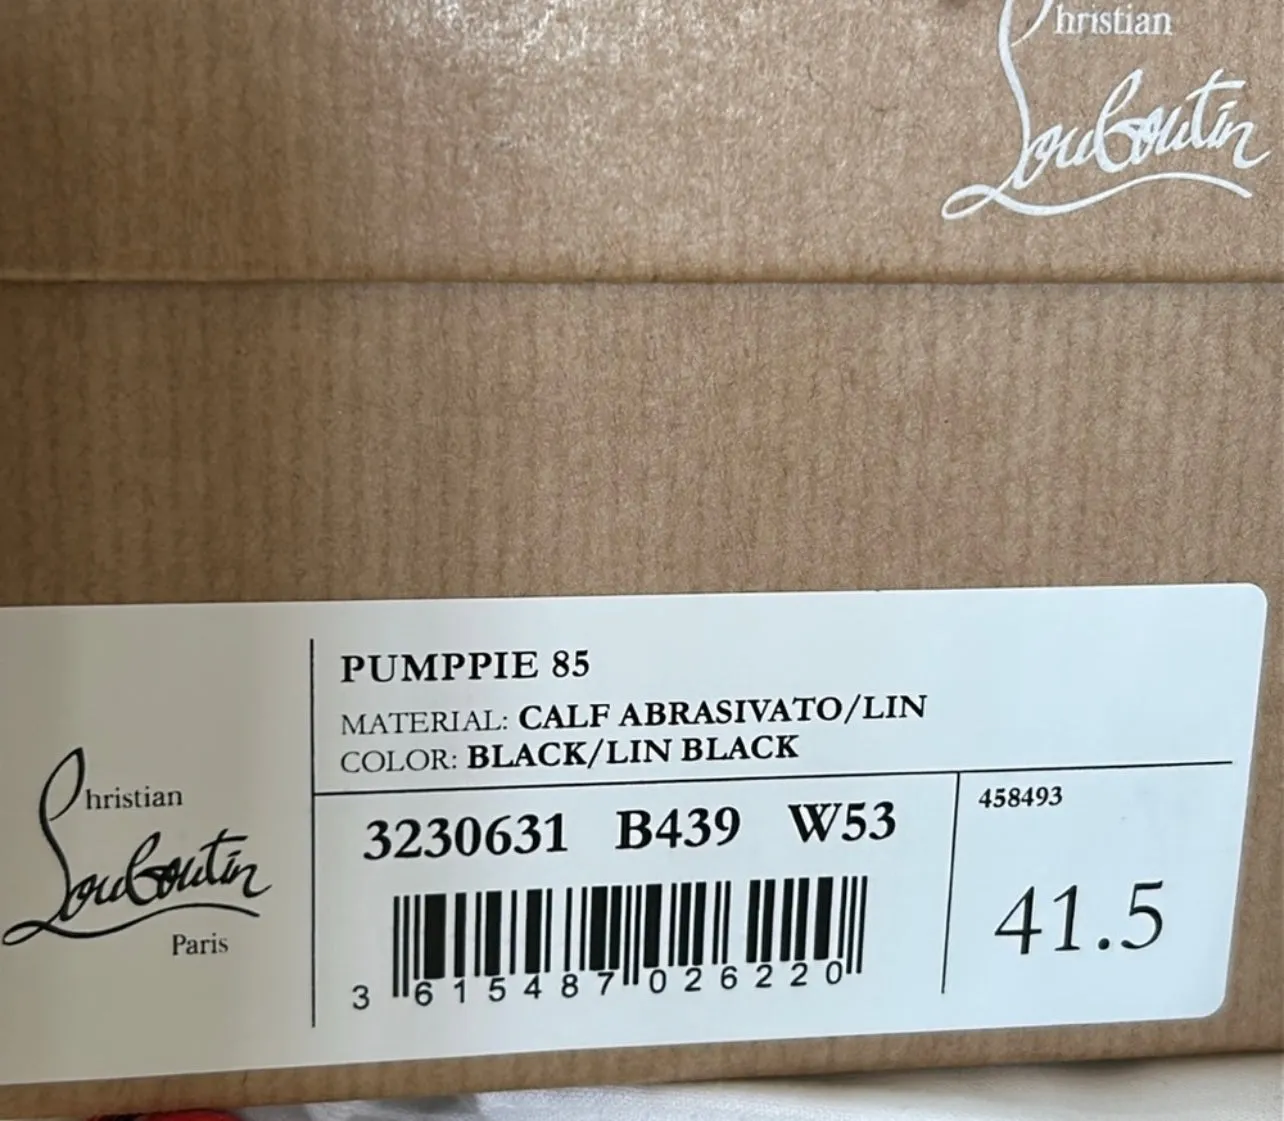 Christian
Louboutin
PUMPPIE 85
MATERIAL: CALF ABRASIVATO/LIN
COLOR: BLACK/LIN BLACK
Christian
Louboutin
Paris
3230631 B439 W53
3 615487 026220
458493
41.5